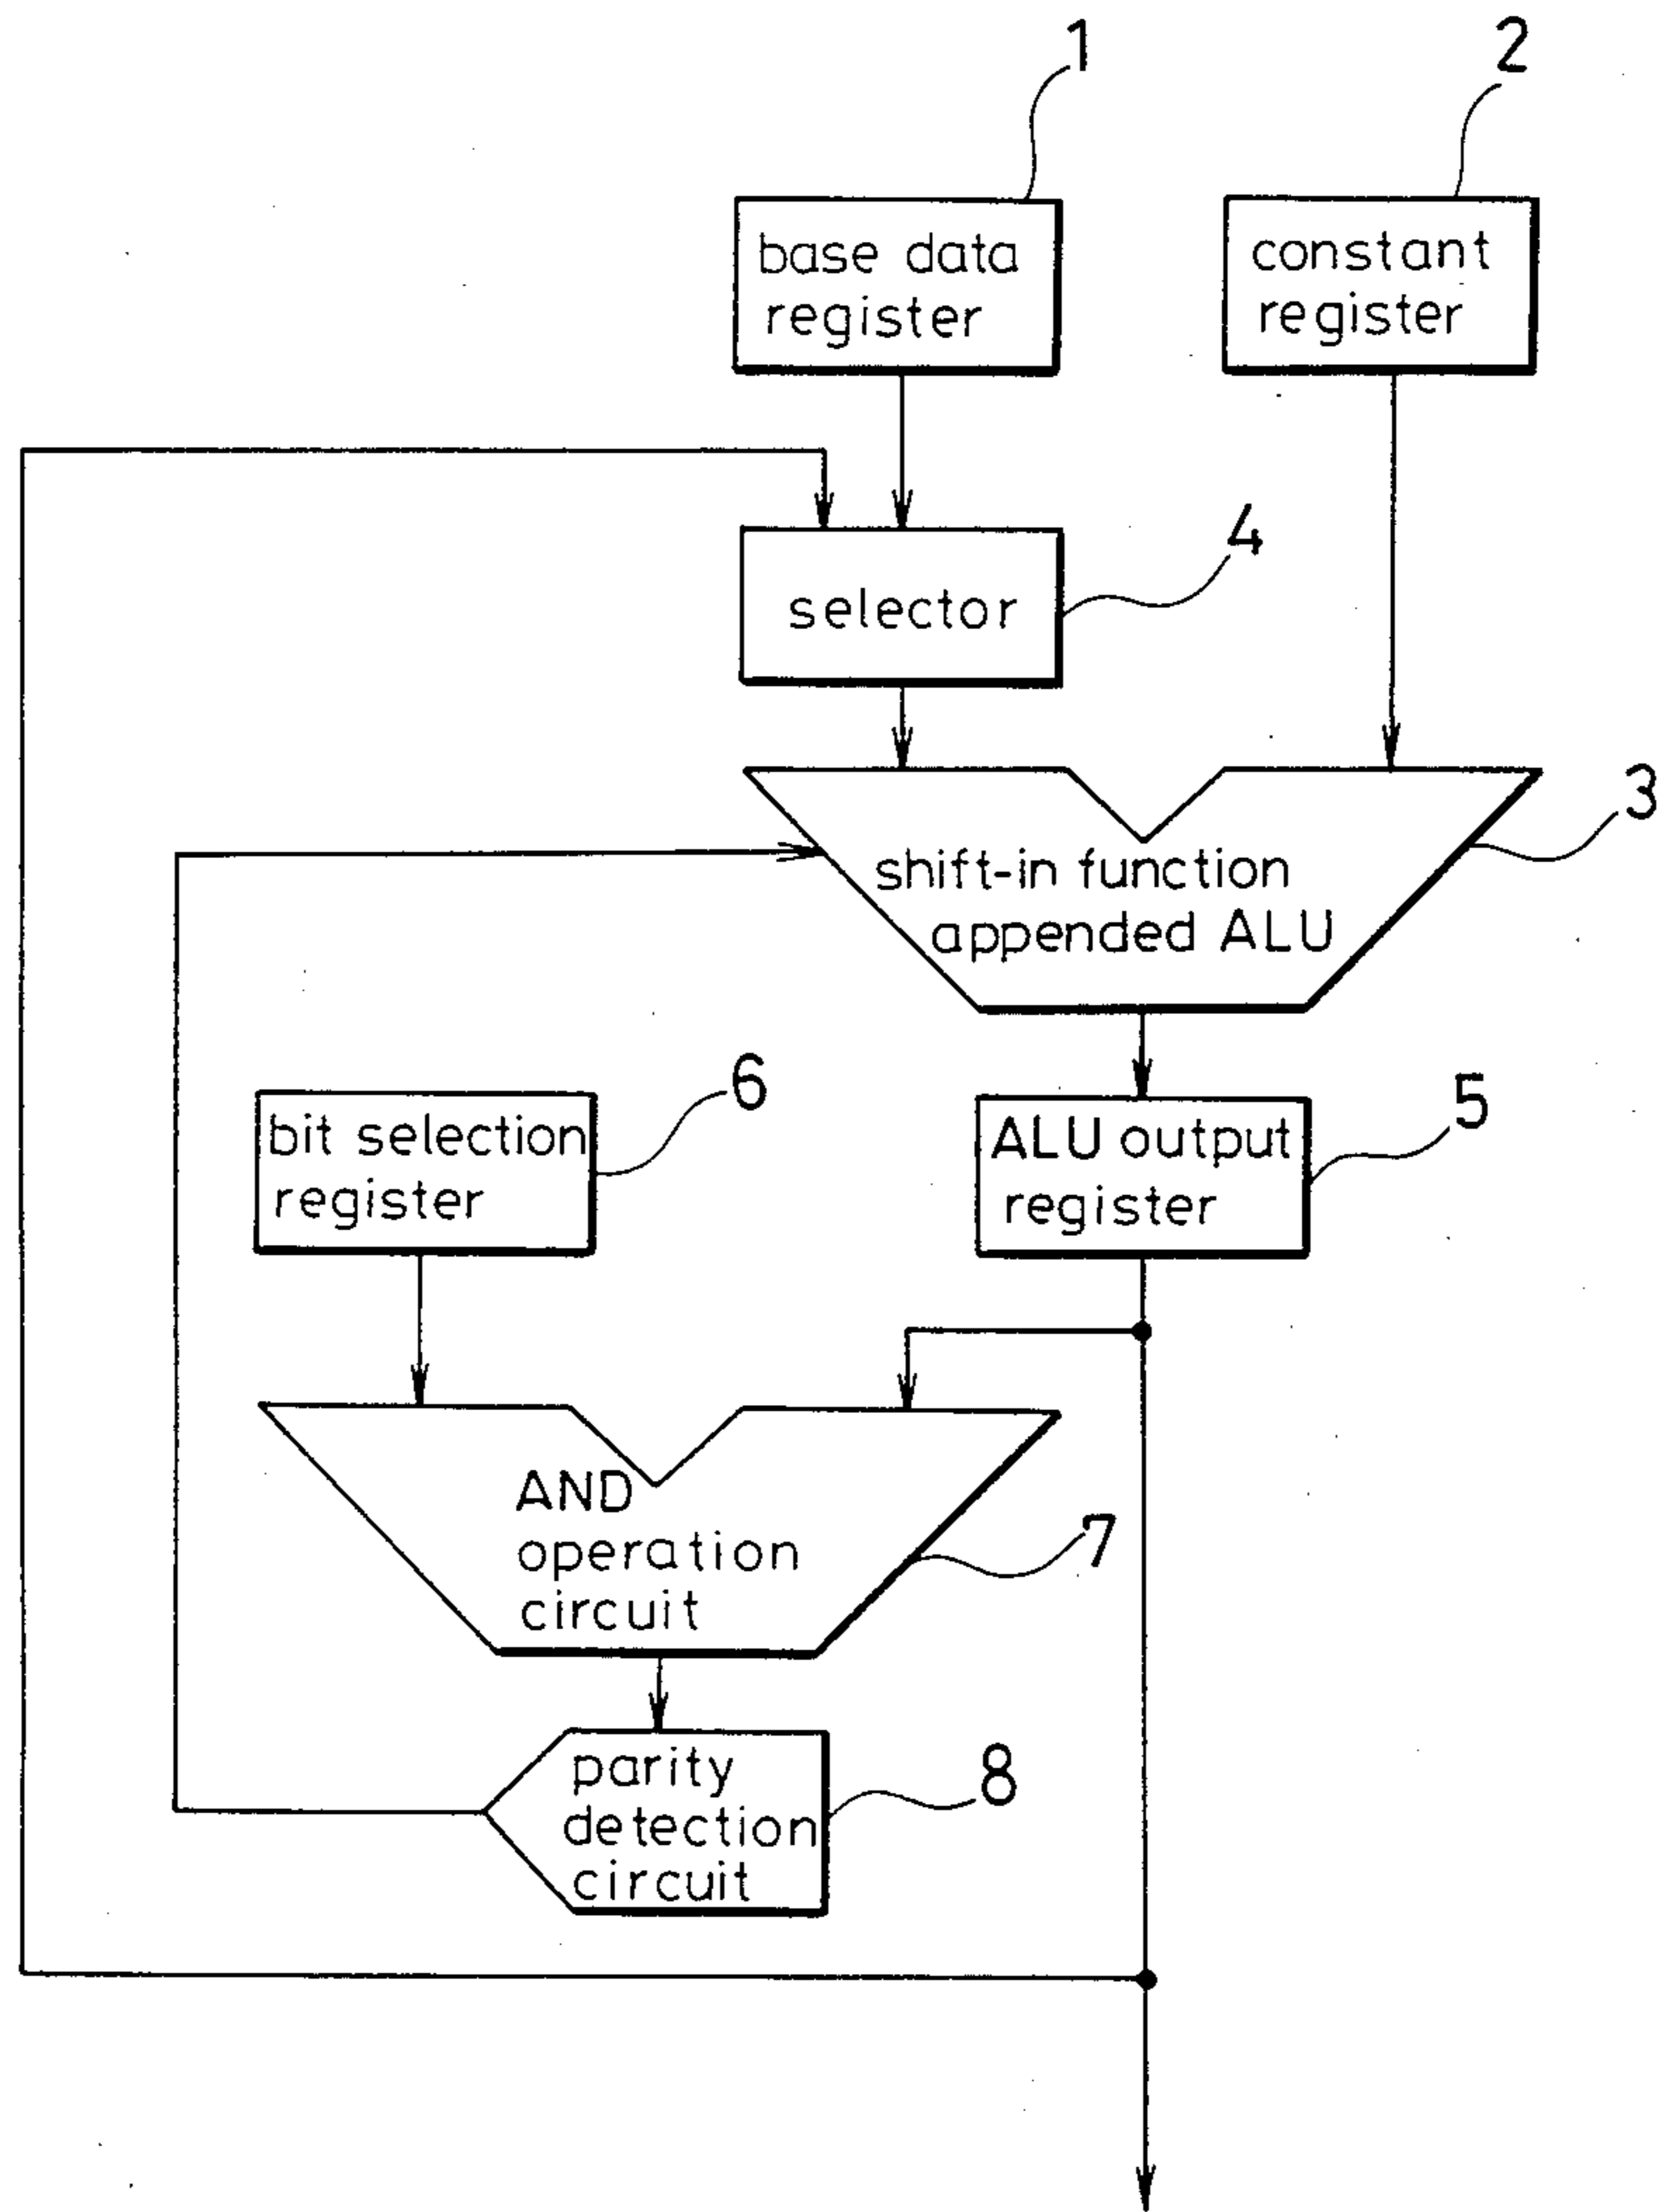 1
2
base data
register
constant
register
4
selector
3
shift-in function
appended ALU
6
bit selection
register
5
ALU output
register
AND
operation
circuit
7
parity
detection
circuit
8